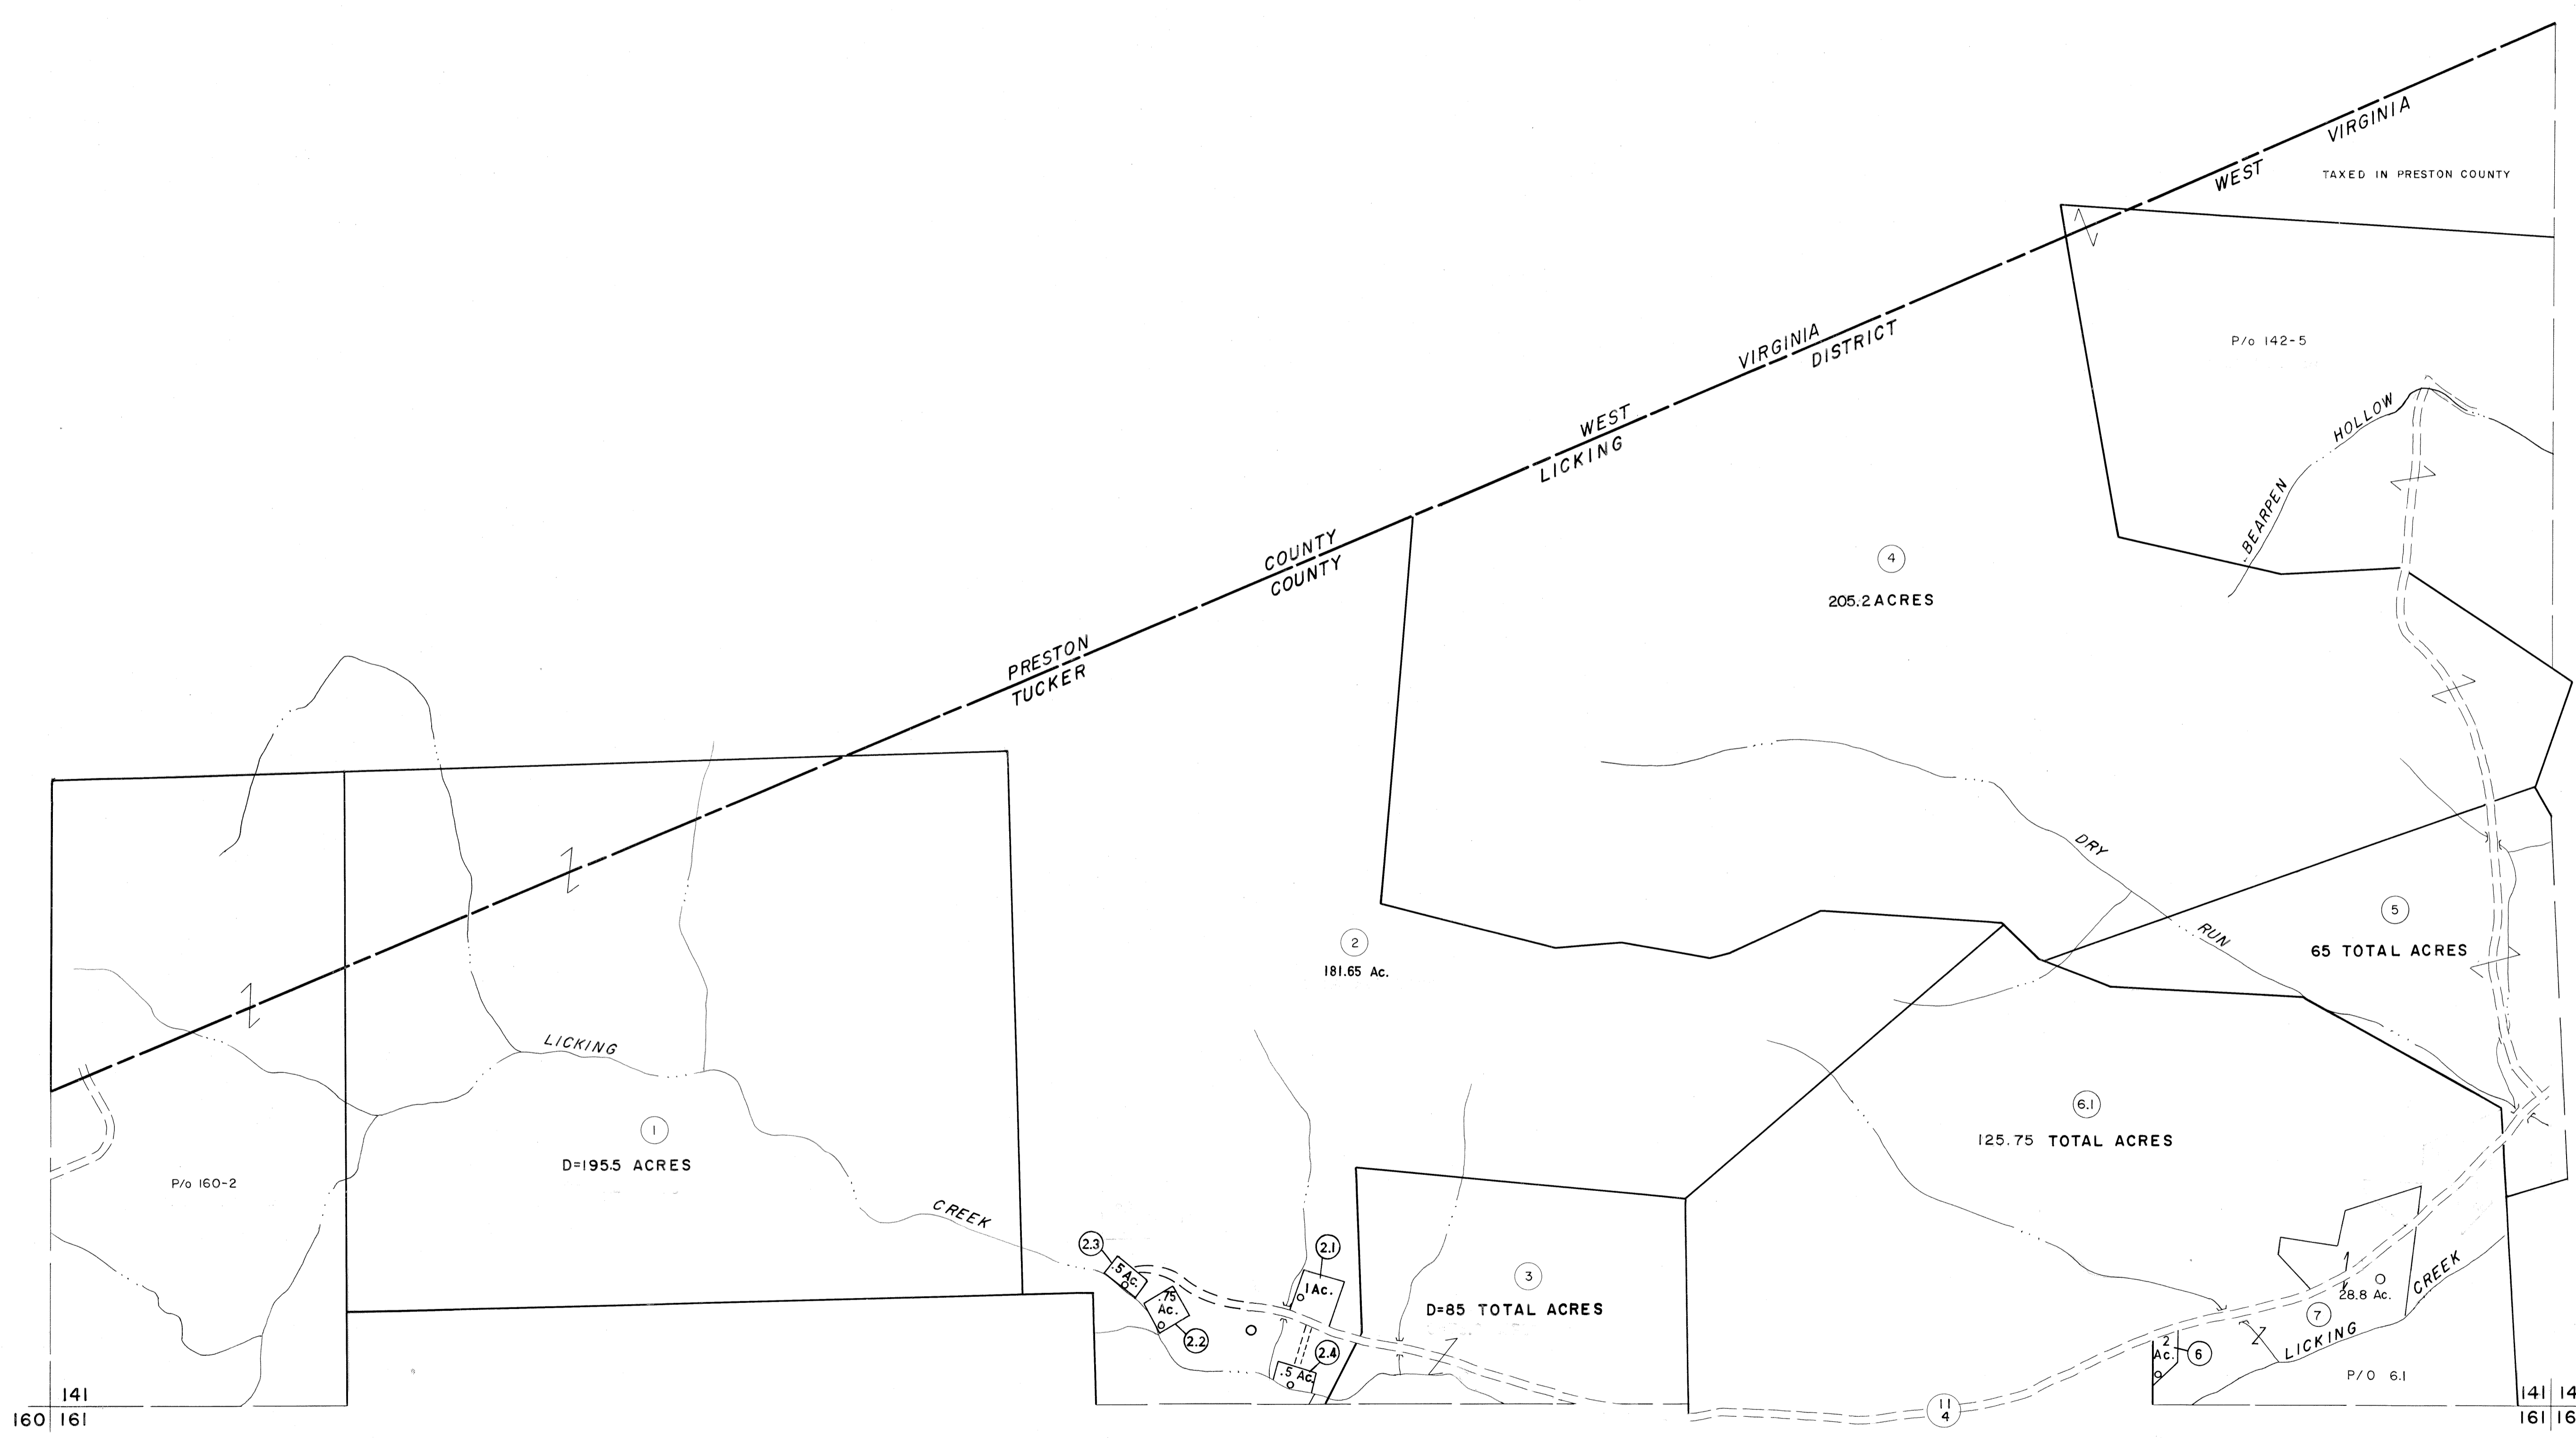 VIRGINIA
WEST
TAXED IN PRESTON COUNTY
P/o 142-5
VIRGINIA
DISTRICT
WEST
LICKING
HOLLOW
BEARPEN
COUNTY
COUNTY
4
205.2 ACRES
PRESTON
TUCKER
DRY
RUN
5
65 TOTAL ACRES
2
181.65 Ac.
LICKING
CREEK
1
D=195.5 ACRES
P/o 160-2
6.1
125.75 TOTAL ACRES
2.3
.5 Ac.
.75
Ac.
2.2
2.1
1 Ac.
2.4
.5 Ac.
3
D=85 TOTAL ACRES
CREEK
28.8 Ac.
7
LICKING
2
Ac.
6
P/O 6.1
11
4
141
160 161
141 14
161 16